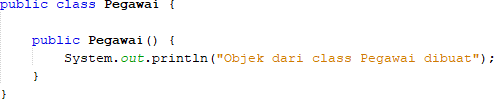 public class Pegawai {
public Pegawai() {
System.out.println("Objek dari class Pegawai dibuat");
}
}